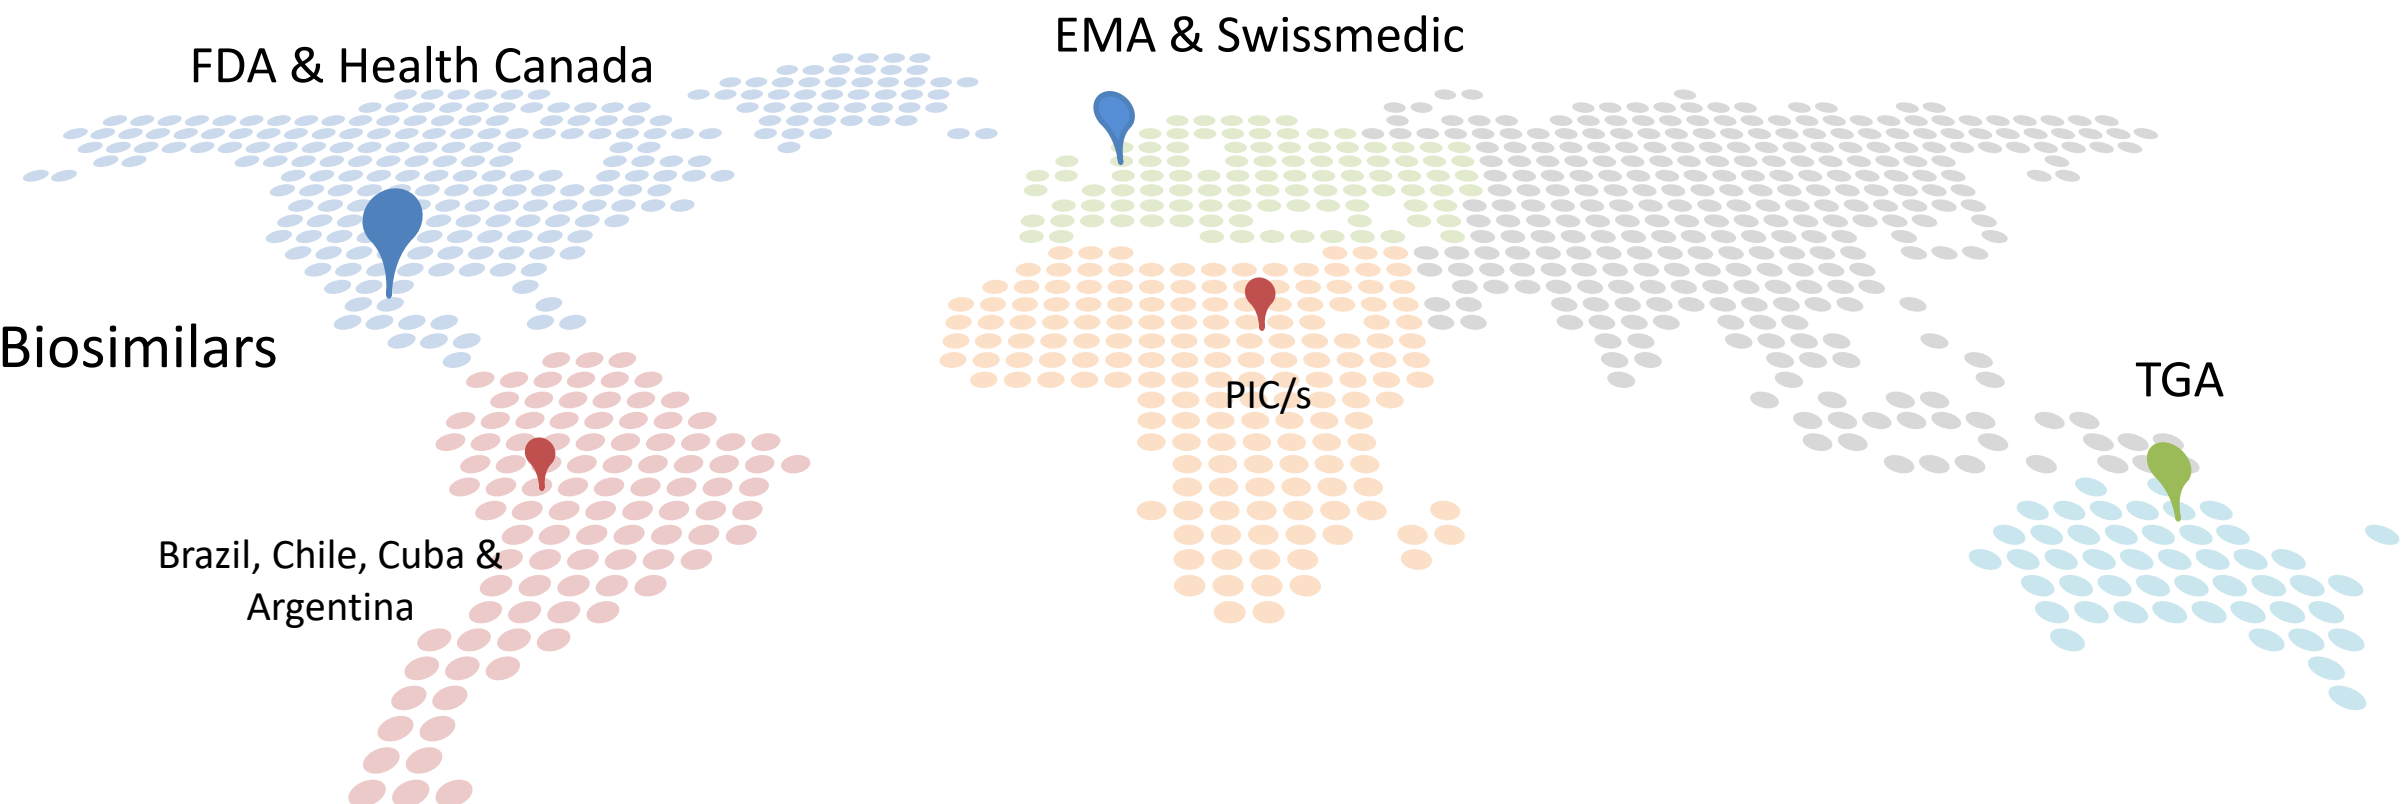 EMA & Swissmedic
FDA & Health Canada
Biosimilars
TGA
PIC/s
Brazil, Chile, Cuba &
Argentina